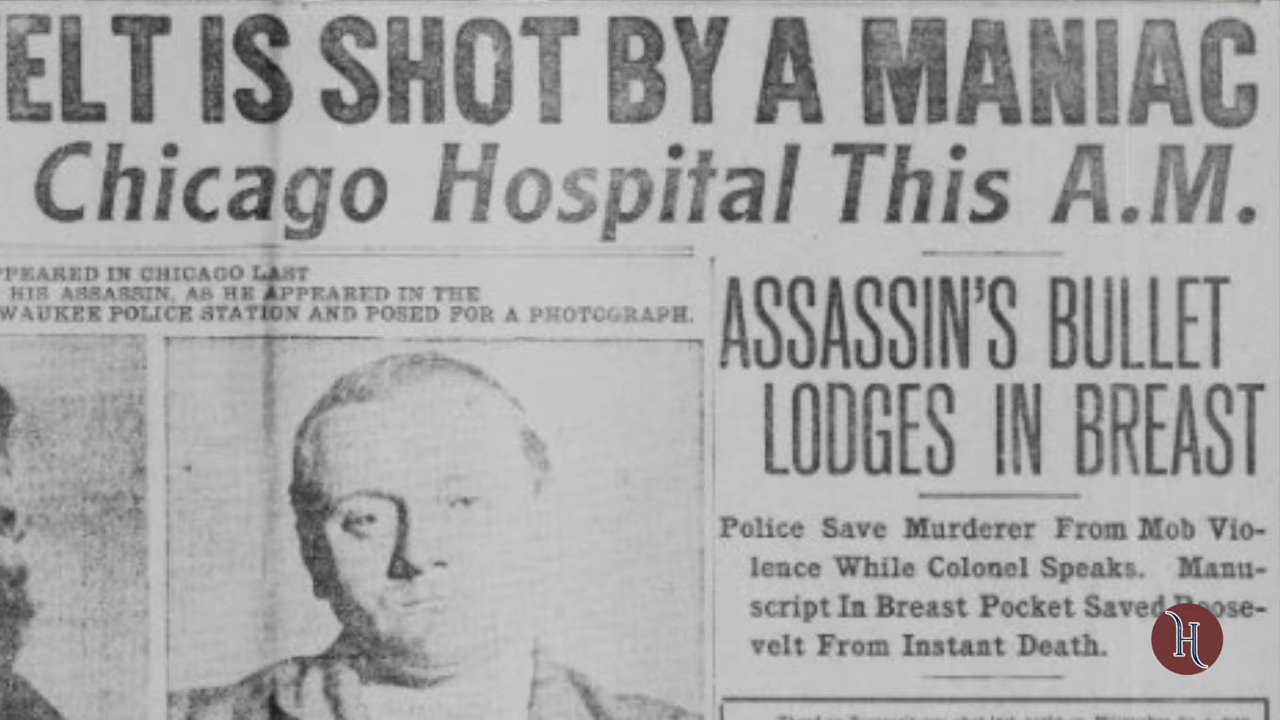 ELT IS SHOT BY A MANIAC
Chicago Hospital This A.M.
PPEARED IN CHICAGO LAST
HIS ASSASSIN, AS HE APPEARED IN THE
WAUKEE POLICE STATION AND POSED FOR A PHOTOGRAPH.
ASSASSIN'S BULLET
LODGES IN BREAST
Police Save Murderer From Mob Vio-
lence While Colonel Speaks. Manu-
script In Breast Pocket Saved Roose-
velt From Instant Death.
H